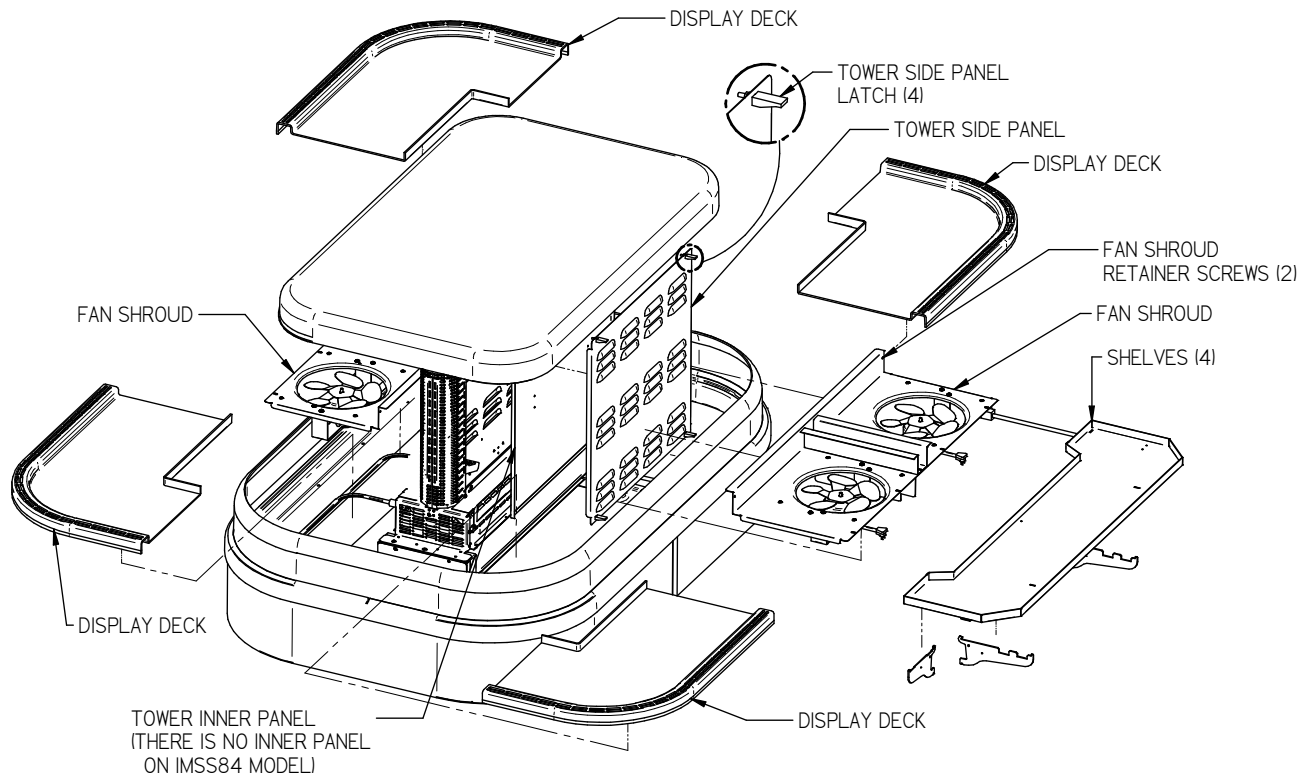 DISPLAY DECK
TOWER SIDE PANEL
LATCH (4)
TOWER SIDE PANEL
DISPLAY DECK
FAN SHROUD
RETAINER SCREWS (2)
FAN SHROUD
FAN SHROUD
SHELVES (4)
DISPLAY DECK
DISPLAY DECK
TOWER INNER PANEL
(THERE IS NO INNER PANEL
ON IMSS84 MODEL)